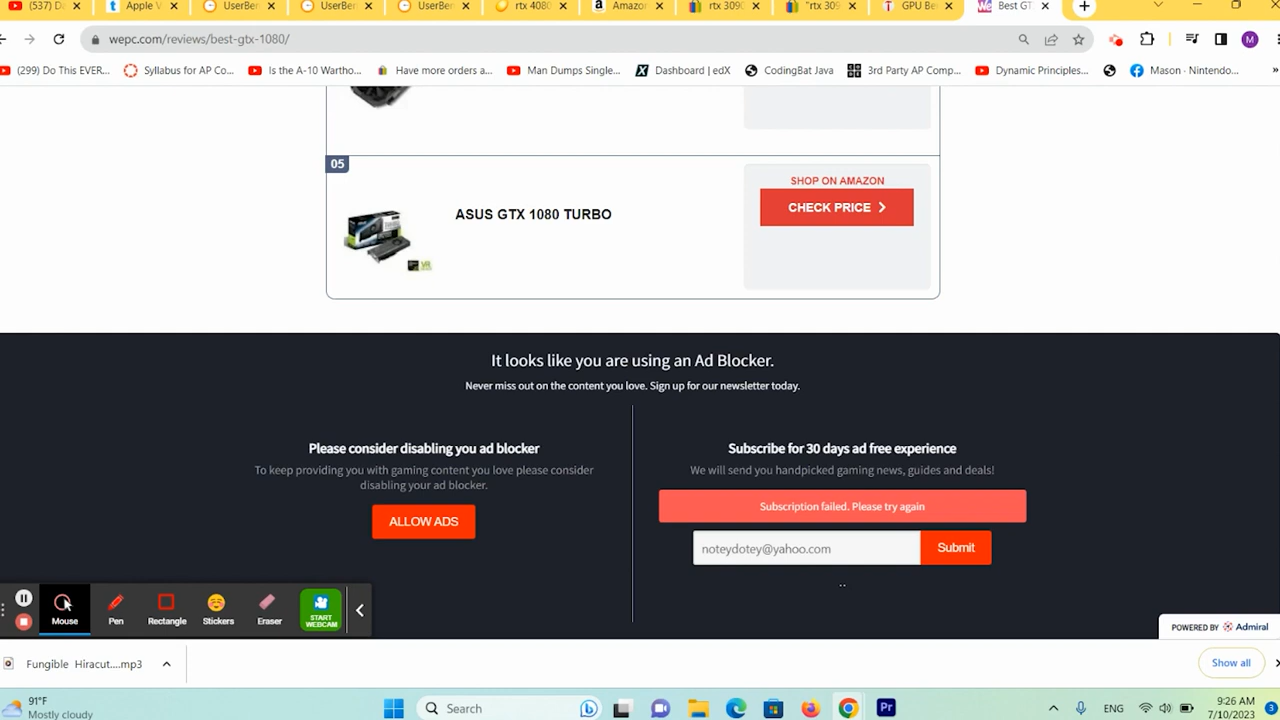 (537) D
Apple V
UserBen
UserBen
UserBen
rtx 4080
Amazon
rtx 3090
"rtx 309
GPU Be
Best GT
wepc.com/reviews/best-gtx-1080/
M
(299) Do This EVER...
Syllabus for AP Co...
Is the A-10 Wartho...
Have more orders a...
Man Dumps Single...
Dashboard | edX
CodingBat Java
3rd Party AP Comp...
Dynamic Principles...
Mason - Nintendo...
»
05
ASUS GTX 1080 TURBO
SHOP ON AMAZON
CHECK PRICE
It looks like you are using an Ad Blocker.
Never miss out on the content you love. Sign up for our newsletter today.
Please consider disabling you ad blocker
To keep providing you with gaming content you love please consider
disabling your ad blocker.
ALLOW ADS
Subscribe for 30 days ad free experience
We will send you handpicked gaming news, guides and deals!
Subscription failed. Please try again
noteydotey@yahoo.com
Submit
Mouse
Pen
Rectangle
Stickers
Eraser
START
WEBCAM
POWERED BY Admiral
Fungible Hiracut....mp3
Show all
91°F
Mostly cloudy
Search
Pr
ENG
9:26 AM
7/10/2023
3